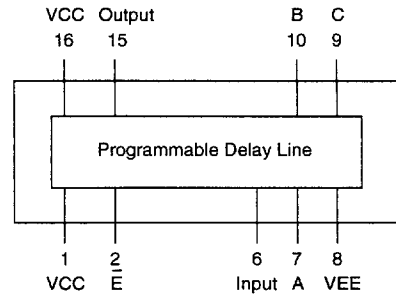 VCC Output B C
16 15 10 9
Programmable Delay Line
1 2 6 7 8
VCC E̅ Input A VEE